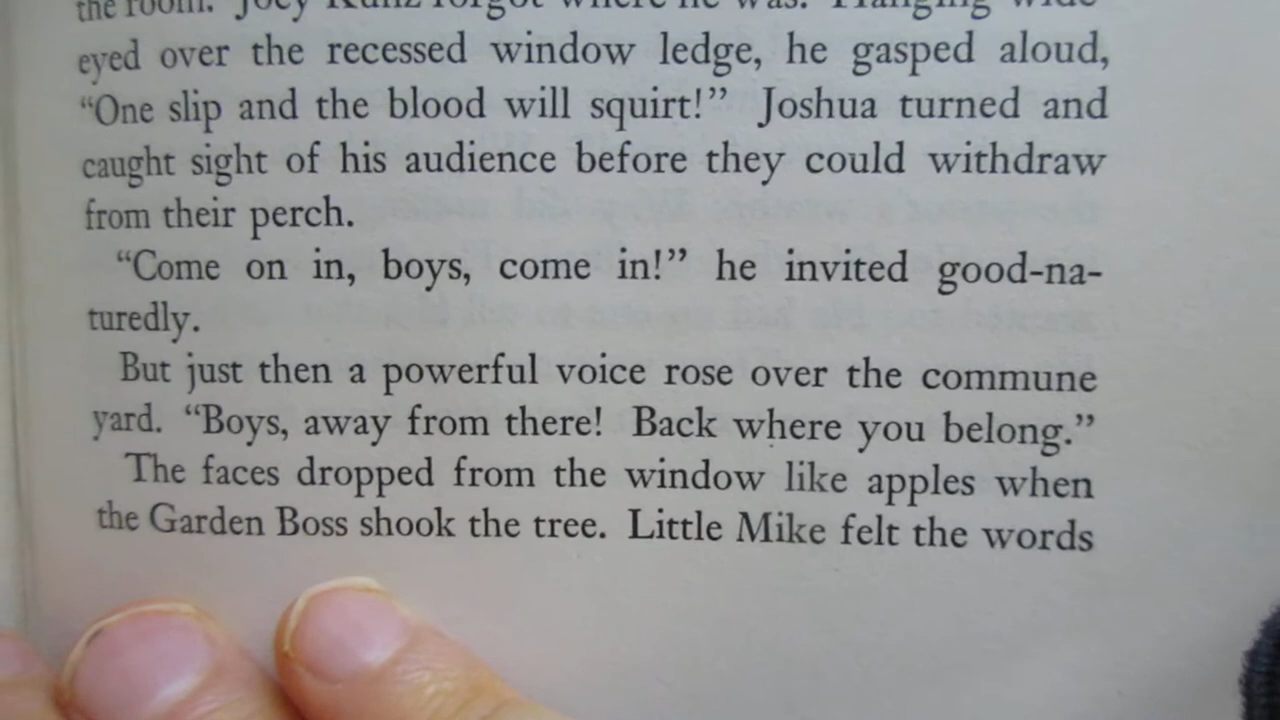 the room. Joey Kunz forgot where he was. Hanging wide-
eyed over the recessed window ledge, he gasped aloud,
“One slip and the blood will squirt!” Joshua turned and
caught sight of his audience before they could withdraw
from their perch.
“Come on in, boys, come in!” he invited good-na-
turedly.
But just then a powerful voice rose over the commune
yard. “Boys, away from there! Back where you belong.”
The faces dropped from the window like apples when
the Garden Boss shook the tree. Little Mike felt the words